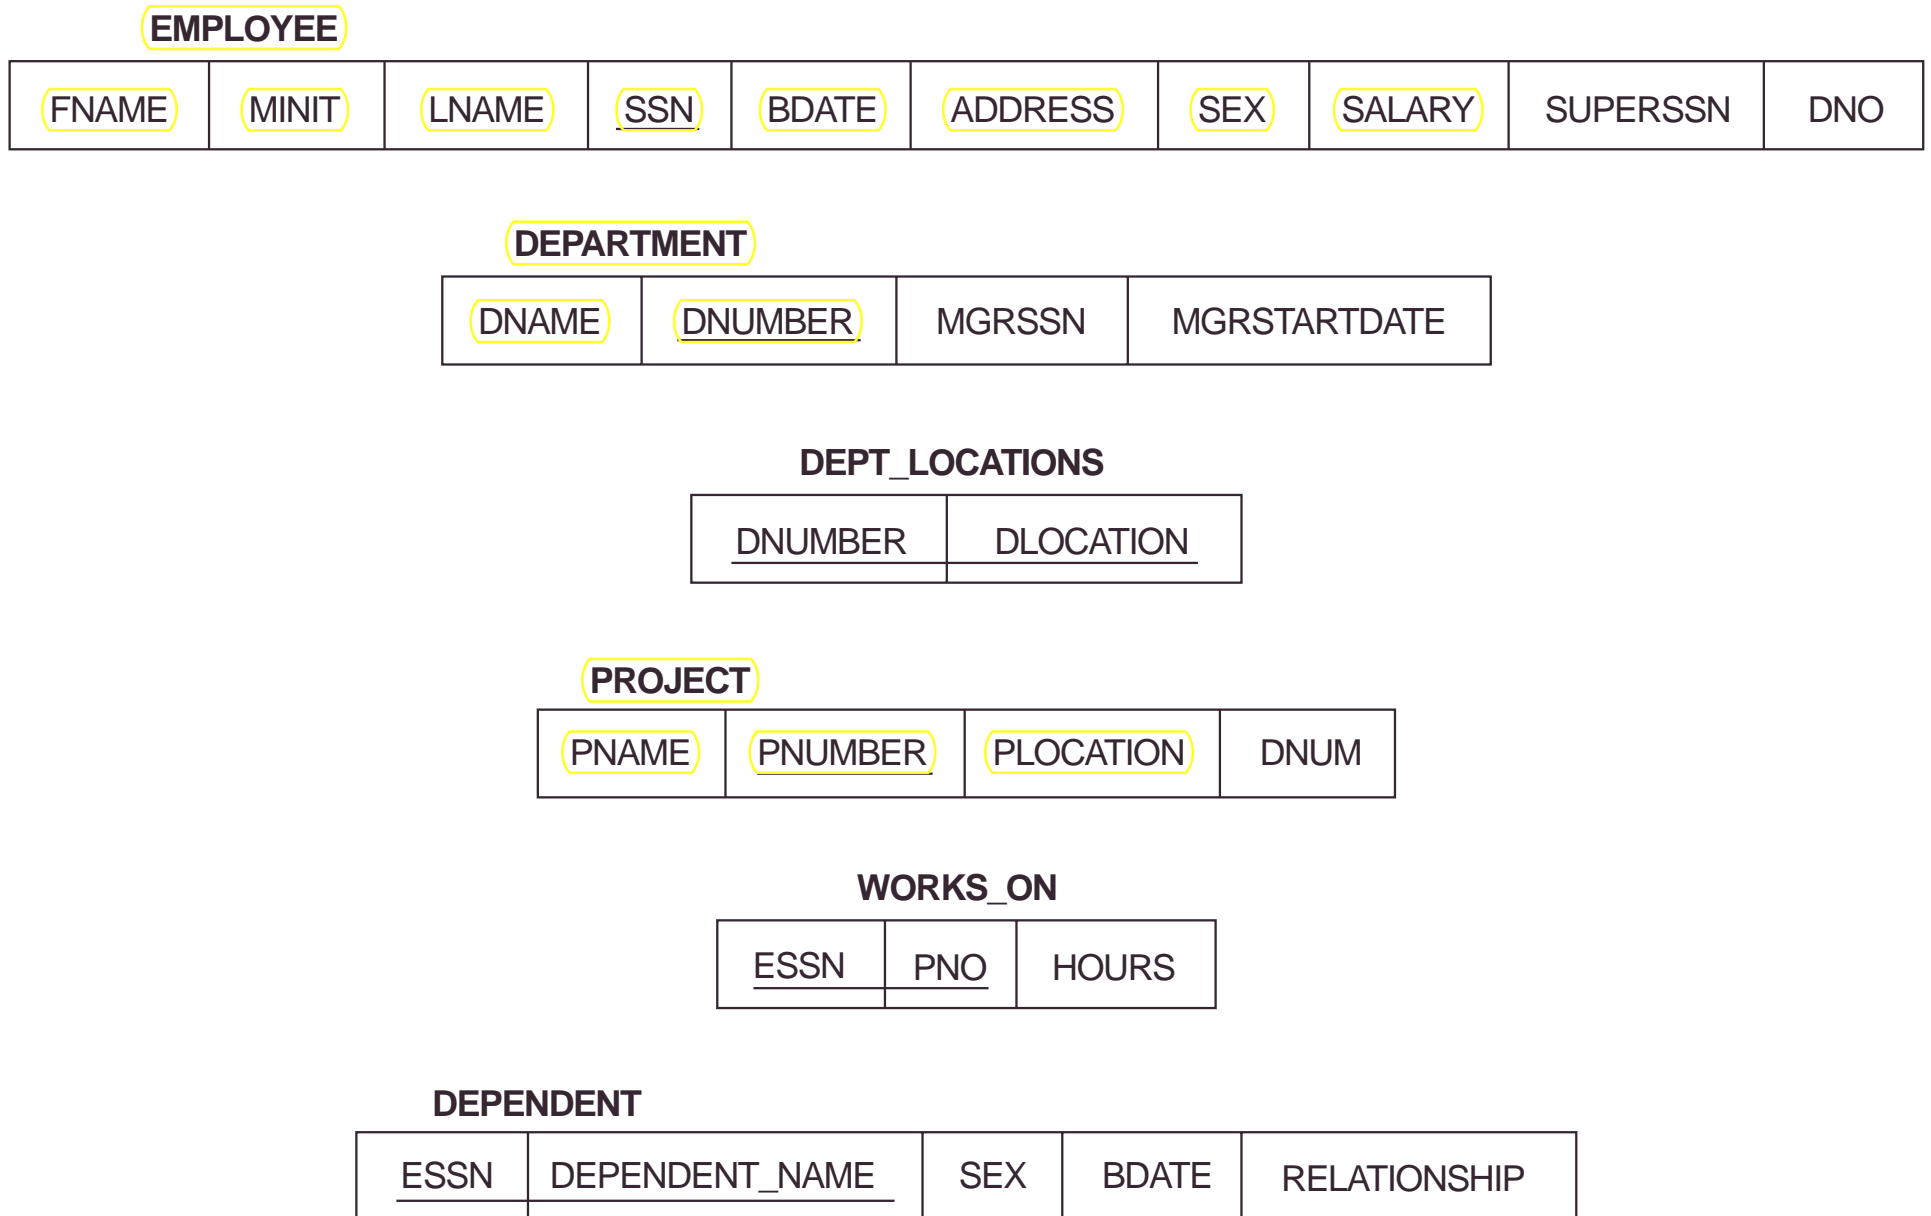 EMPLOYEE
FNAME MINIT LNAME SSN BDATE ADDRESS SEX SALARY SUPERSSN DNO
DEPARTMENT
DNAME DNUMBER MGRSSN MGRSTARTDATE
DEPT_LOCATIONS
DNUMBER DLOCATION
PROJECT
PNAME PNUMBER PLOCATION DNUM
WORKS_ON
ESSN PNO HOURS
DEPENDENT
ESSN DEPENDENT_NAME SEX BDATE RELATIONSHIP